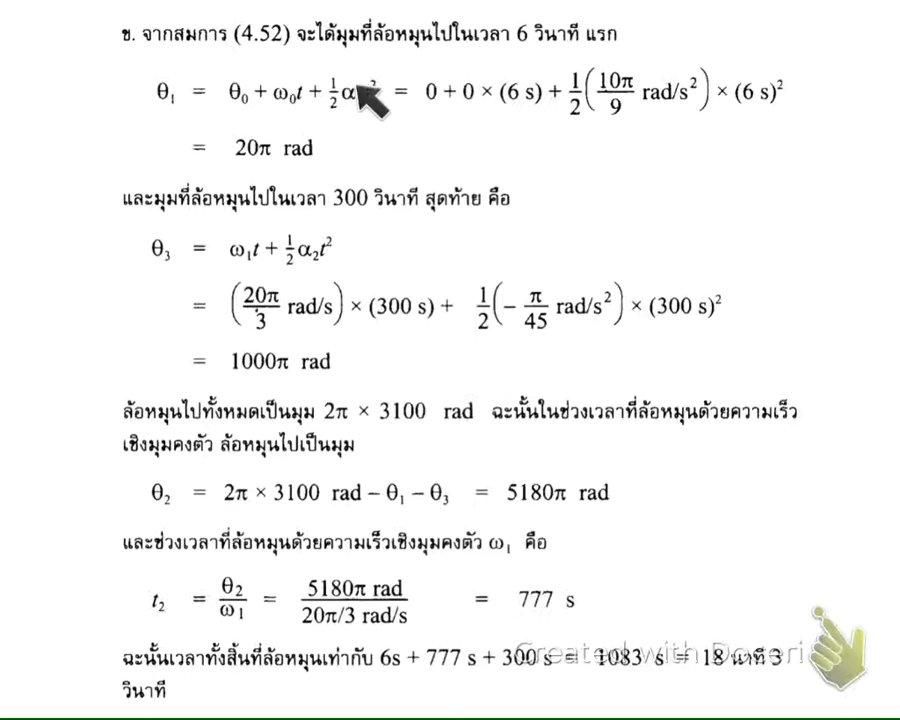 ข. จากสมการ (4.52) จะได้มุมที่ล้อหมุนไปในเวลา 6 วินาที แรก
θ₁ = θ₀ + ω₀t + ½α ² = 0 + 0 × (6 s) + 1/2 (10π/9 rad/s²) × (6 s)²
= 20π rad
และมุมที่ล้อหมุนไปในเวลา 300 วินาที สุดท้าย คือ
θ₃ = ω₁t + ½α₂t²
= (20π/3 rad/s) × (300 s) + 1/2 (− π/45 rad/s²) × (300 s)²
= 1000π rad
ล้อหมุนไปทั้งหมดเป็นมุม 2π × 3100 rad ฉะนั้นในช่วงเวลาที่ล้อหมุนด้วยความเร็ว
เชิงมุมคงตัว ล้อหมุนไปเป็นมุม
θ₂ = 2π × 3100 rad − θ₁ − θ₃ = 5180π rad
และช่วงเวลาที่ล้อหมุนด้วยความเร็วเชิงมุมคงตัว ω₁ คือ
t₂ = θ₂/ω₁ = 5180π rad/20π/3 rad/s = 777 s
ฉะนั้นเวลาทั้งสิ้นที่ล้อหมุนเท่ากับ 6s + 777 s + 300 s = 1083 s = 18 นาที 3
วินาที
Created with Doceri